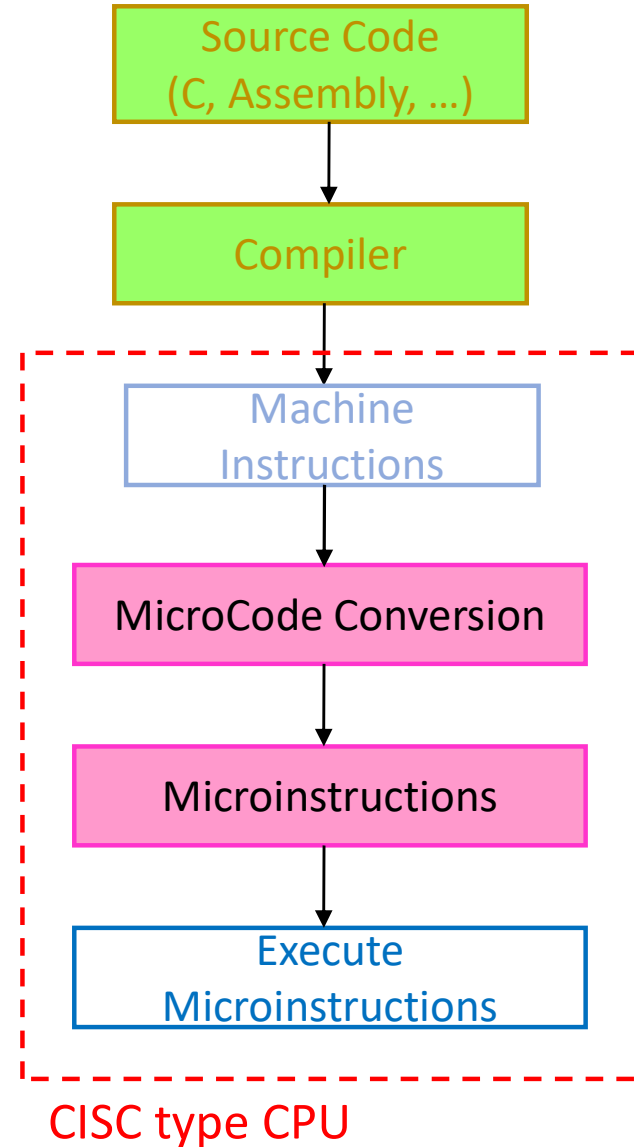 Source Code
(C, Assembly, …)
Compiler
Machine
Instructions
MicroCode Conversion
Microinstructions
Execute
Microinstructions
CISC type CPU